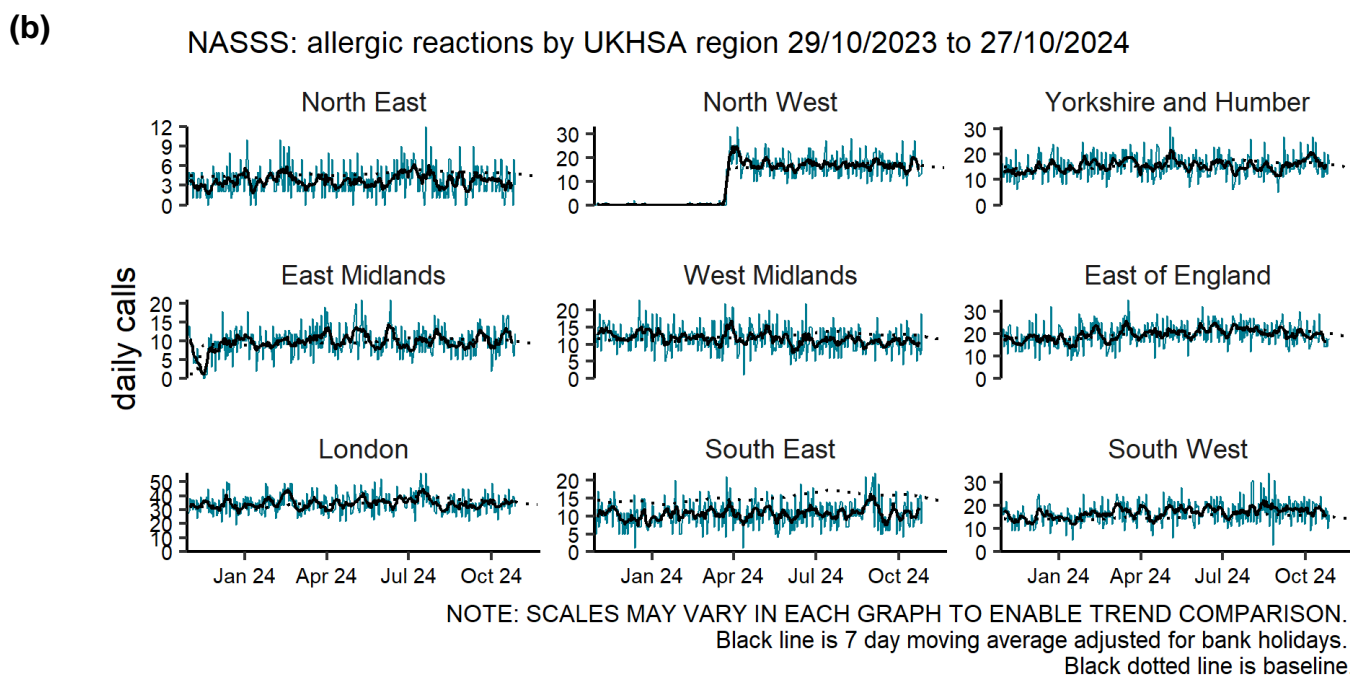 (b)
NASSS: allergic reactions by UKHSA region 29/10/2023 to 27/10/2024
daily calls
North East
12
9
6
3
0
North West
30
20
10
0
Yorkshire and Humber
30
20
10
0
East Midlands
20
15
10
5
0
West Midlands
20
15
10
5
0
East of England
30
20
10
0
London
50
40
30
20
10
0
South East
20
15
10
5
0
South West
30
20
10
0
Jan 24 Apr 24 Jul 24 Oct 24
Jan 24 Apr 24 Jul 24 Oct 24
Jan 24 Apr 24 Jul 24 Oct 24
NOTE: SCALES MAY VARY IN EACH GRAPH TO ENABLE TREND COMPARISON.
Black line is 7 day moving average adjusted for bank holidays.
Black dotted line is baseline